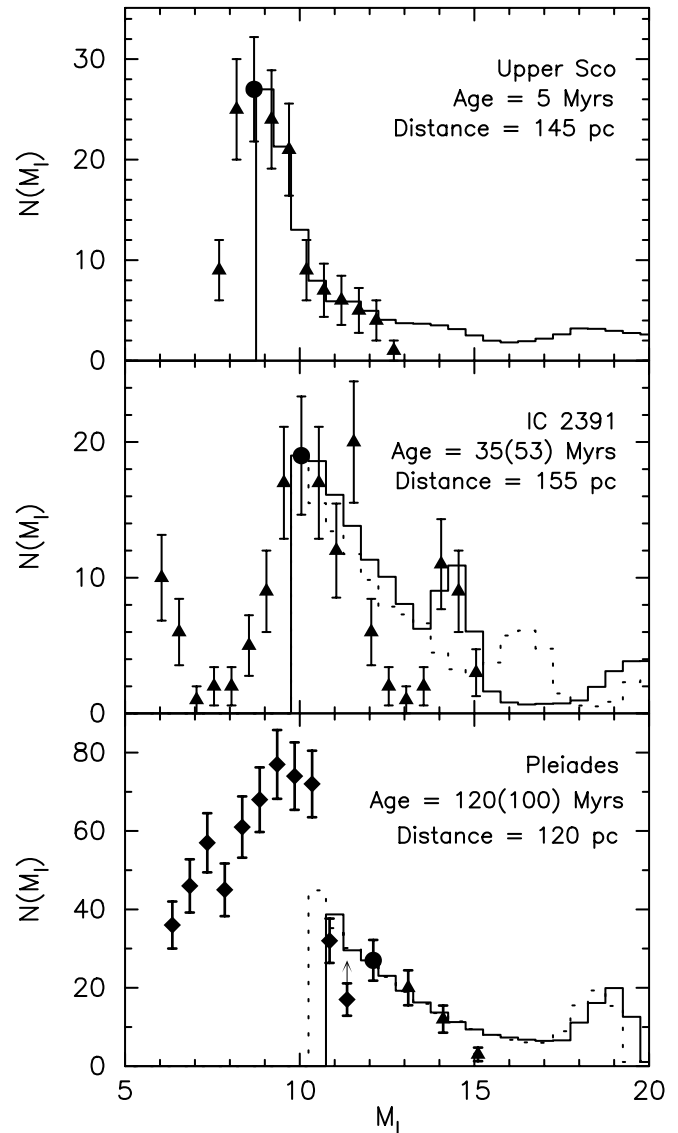 30
20
10
0
N(M_I)
Upper Sco
Age = 5 Myrs
Distance = 145 pc
20
10
0
N(M_I)
IC 2391
Age = 35(53) Myrs
Distance = 155 pc
80
60
40
20
0
N(M_I)
Pleiades
Age = 120(100) Myrs
Distance = 120 pc
5 10 15 20
M_I